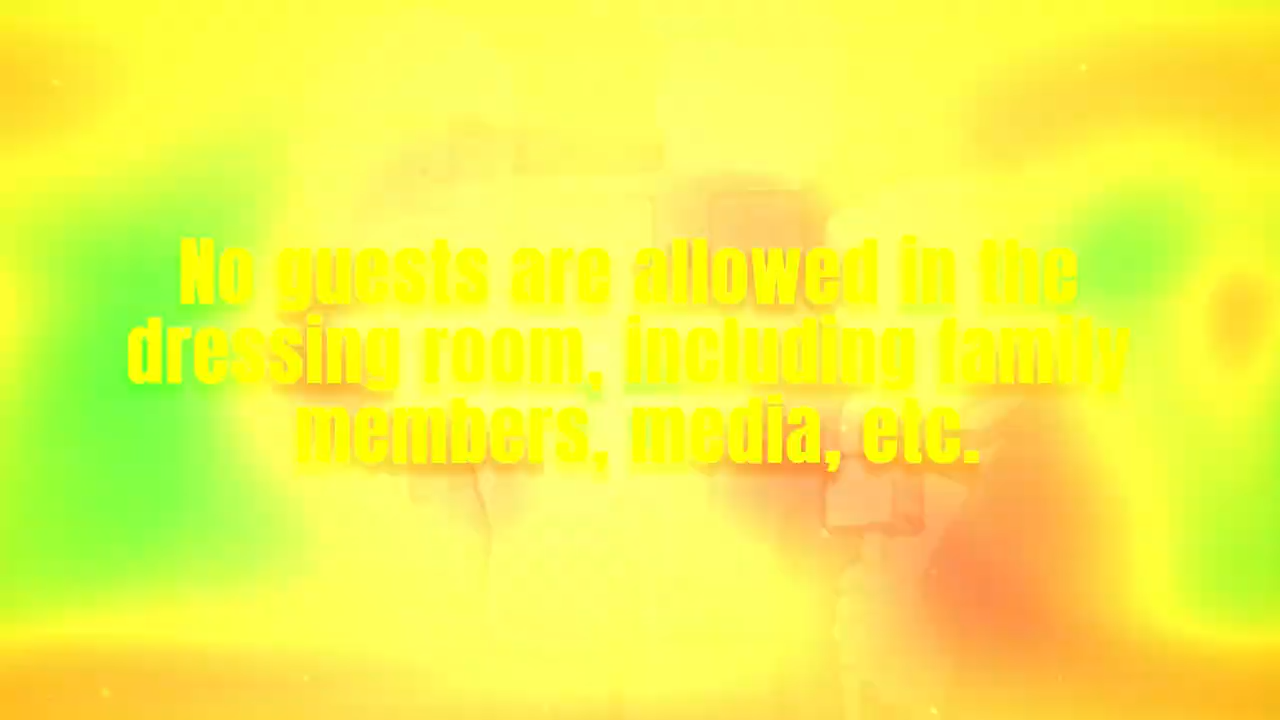 No guests are allowed in the
dressing room, including family
members, media, etc.